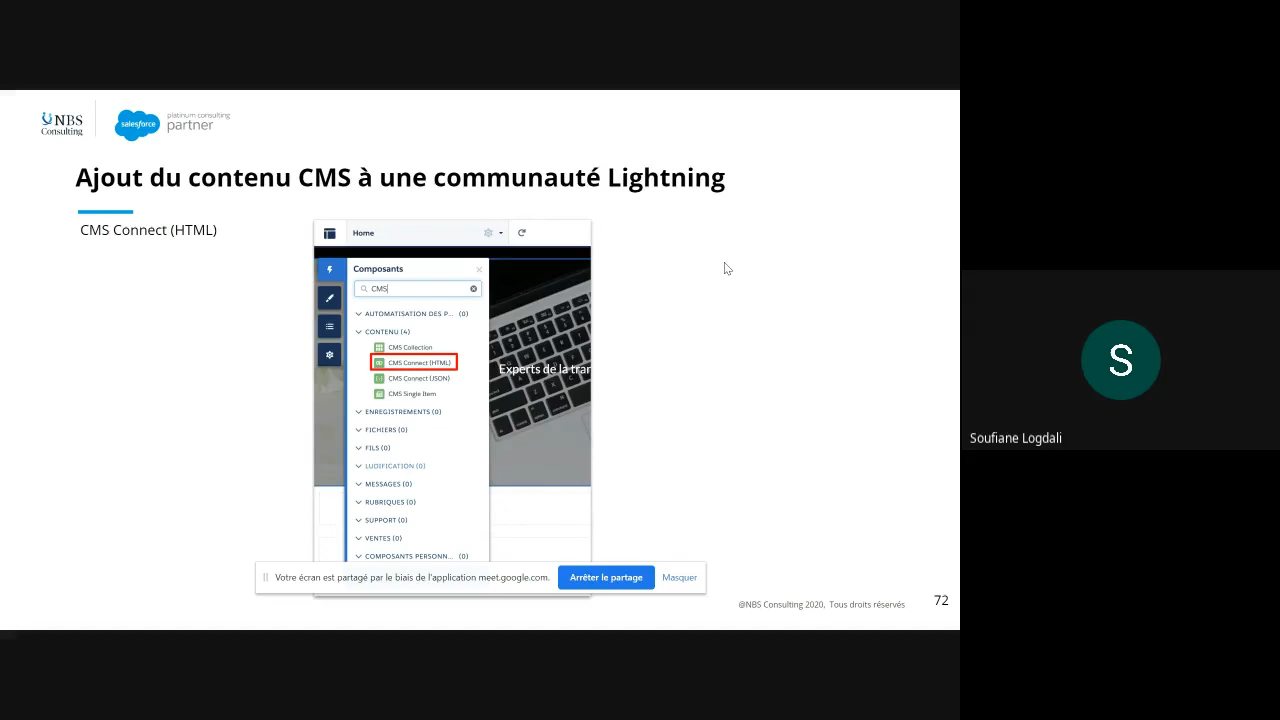 NBS
Consulting
salesforce
platinum consulting
partner
Ajout du contenu CMS à une communauté Lightning
CMS Connect (HTML)
Home
Composants
CMS
AUTOMATISATION DES P... (0)
CONTENU (4)
CMS Collection
CMS Connect (HTML)
CMS Connect (JSON)
CMS Single Item
ENREGISTREMENTS (0)
FICHIERS (0)
FILS (0)
LUDIFICATION (0)
MESSAGES (0)
RUBRIQUES (0)
SUPPORT (0)
VENTES (0)
COMPOSANTS PERSONN... (0)
Experts de la tran
Votre écran est partagé par le biais de l'application meet.google.com.
Arrêter le partage
Masquer
@NBS Consulting 2020, Tous droits réservés
72
S
Soufiane Logdali